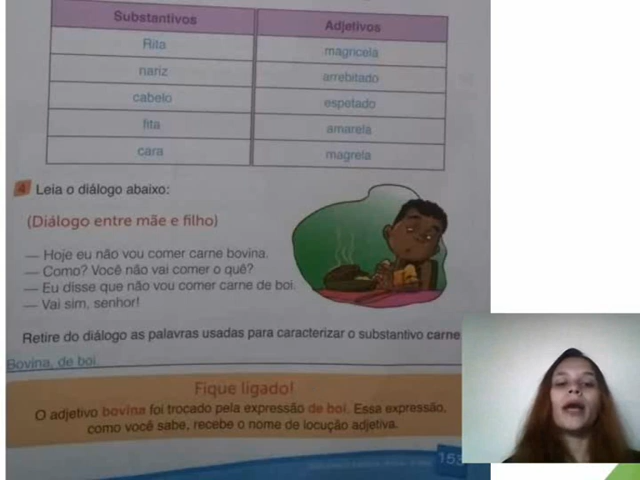 Substantivos Adjetivos
Rita magricela
nariz arrebitado
cabelo espetado
fita amarela
cara magrela
4 Leia o diálogo abaixo:
(Diálogo entre mãe e filho)
— Hoje eu não vou comer carne bovina.
— Como? Você não vai comer o quê?
— Eu disse que não vou comer carne de boi.
— Vai sim, senhor!
Retire do diálogo as palavras usadas para caracterizar o substantivo carne
Bovina, de boi.
Fique ligado!
O adjetivo bovina foi trocado pela expressão de boi. Essa expressão,
como você sabe, recebe o nome de locução adjetiva.
153